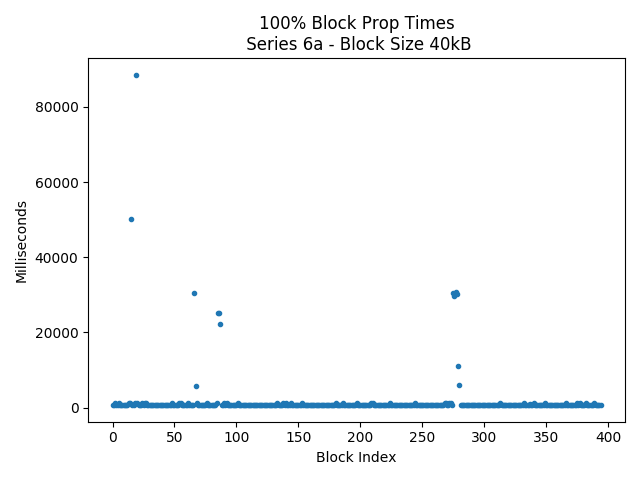 100% Block Prop Times
Series 6a - Block Size 40kB
80000
60000
40000
20000
0
Milliseconds
0 50 100 150 200 250 300 350 400
Block Index